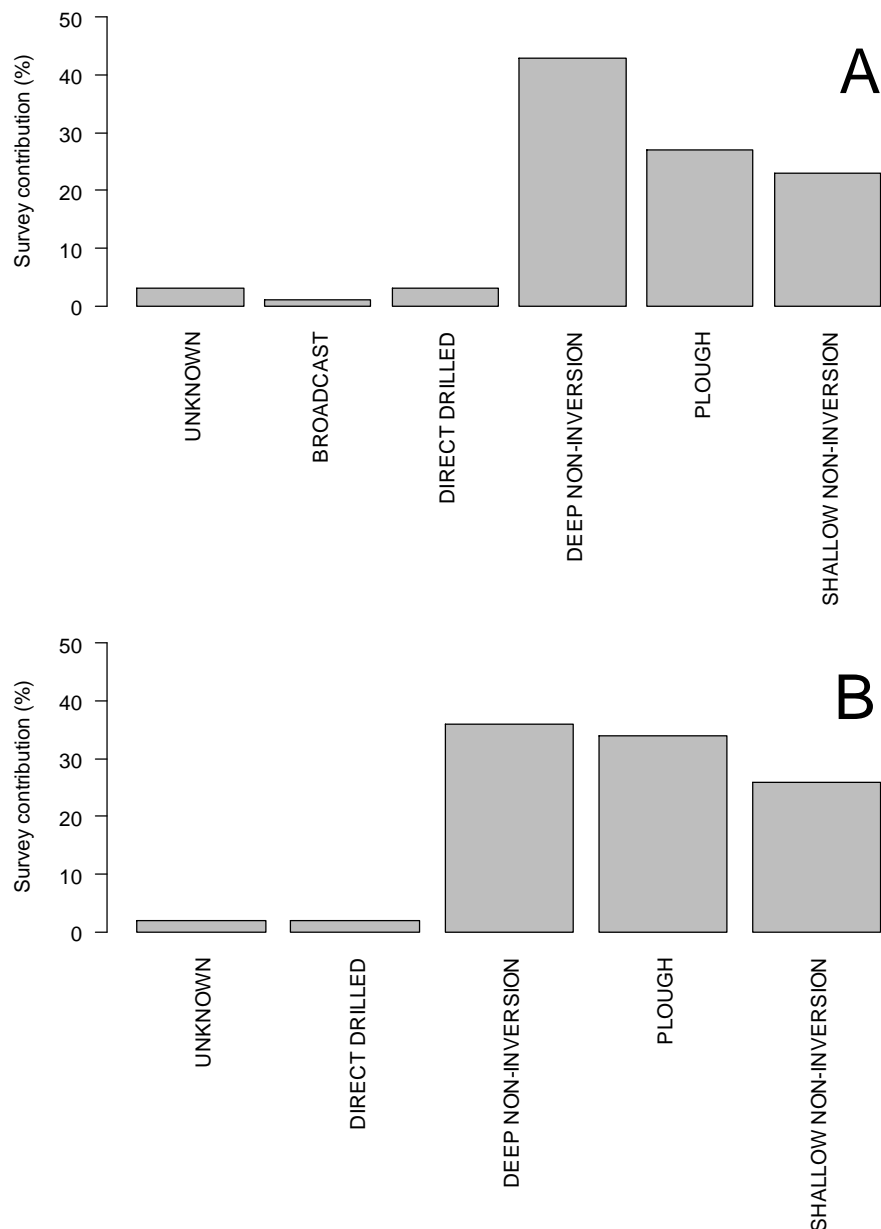 A
Survey contribution (%)
50
40
30
20
10
0
UNKNOWN
BROADCAST
DIRECT DRILLED
DEEP NON-INVERSION
PLOUGH
SHALLOW NON-INVERSION
B
Survey contribution (%)
50
40
30
20
10
0
UNKNOWN
DIRECT DRILLED
DEEP NON-INVERSION
PLOUGH
SHALLOW NON-INVERSION